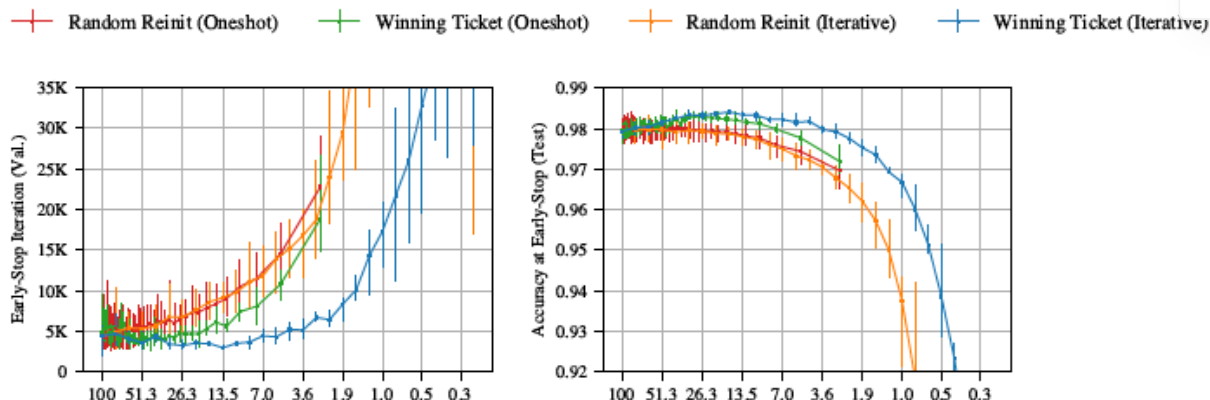 Random Reinit (Oneshot) Winning Ticket (Oneshot) Random Reinit (Iterative) Winning Ticket (Iterative)
Early-Stop Iteration (Val.)
35K
30K
25K
20K
15K
10K
5K
0
100 51.3 26.3 13.5 7.0 3.6 1.9 1.0 0.5 0.3
Accuracy at Early-Stop (Test)
0.99
0.98
0.97
0.96
0.95
0.94
0.93
0.92
100 51.3 26.3 13.5 7.0 3.6 1.9 1.0 0.5 0.3